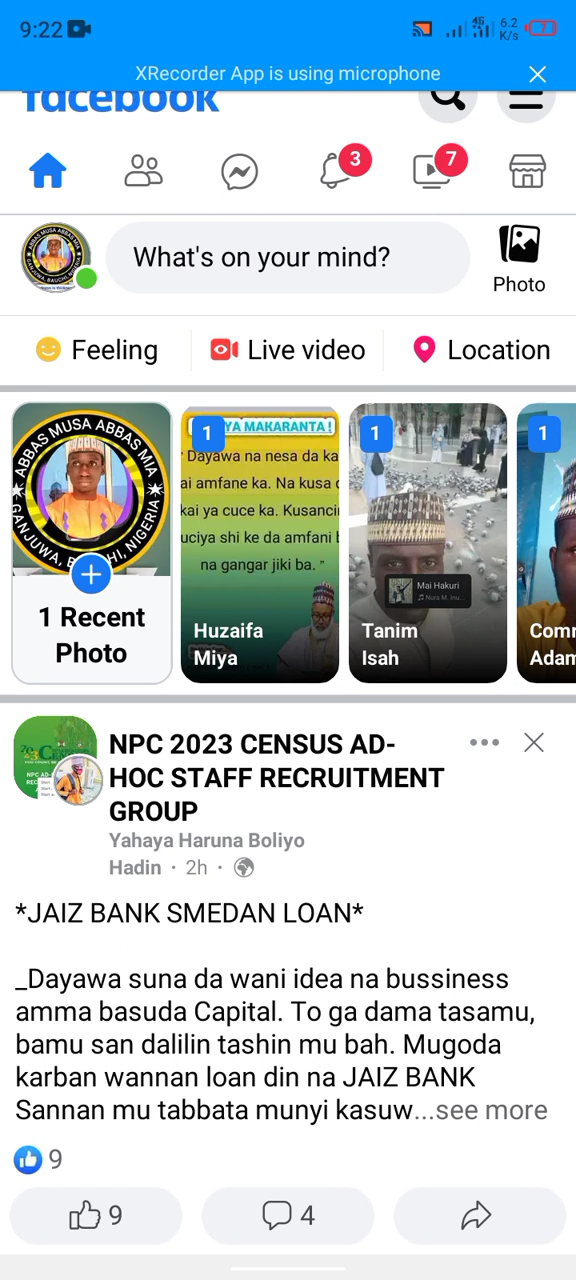 9:22
4G
6.2
K/s
7
XRecorder App is using microphone
facebook
3
7
What's on your mind?
Photo
Feeling
Live video
Location
ABBAS MUSA ABBAS MIA
GANJUWA, BAUCHI, NIGERIA
1 Recent
Photo
1
YA MAKARANTA !
" Dayawa na nesa da ka
ai amfane ka. Na kusa
kai ya cuce ka. Kusanci
uciya shi ke da amfani
na gangar jiki ba. "
Huzaifa
Miya
1
Mai Hakuri
Nura M. Inu...
Tanim
Isah
1
Com
Adam
NPC 2023 CENSUS AD-
HOC STAFF RECRUITMENT
GROUP
Yahaya Haruna Boliyo
Hadin · 2h ·
*JAIZ BANK SMEDAN LOAN*
_Dayawa suna da wani idea na bussiness
amma basuda Capital. To ga dama tasamu,
bamu san dalilin tashin mu bah. Mugoda
karban wannan loan din na JAIZ BANK
Sannan mu tabbata munyi kasuw...see more
9
9
4